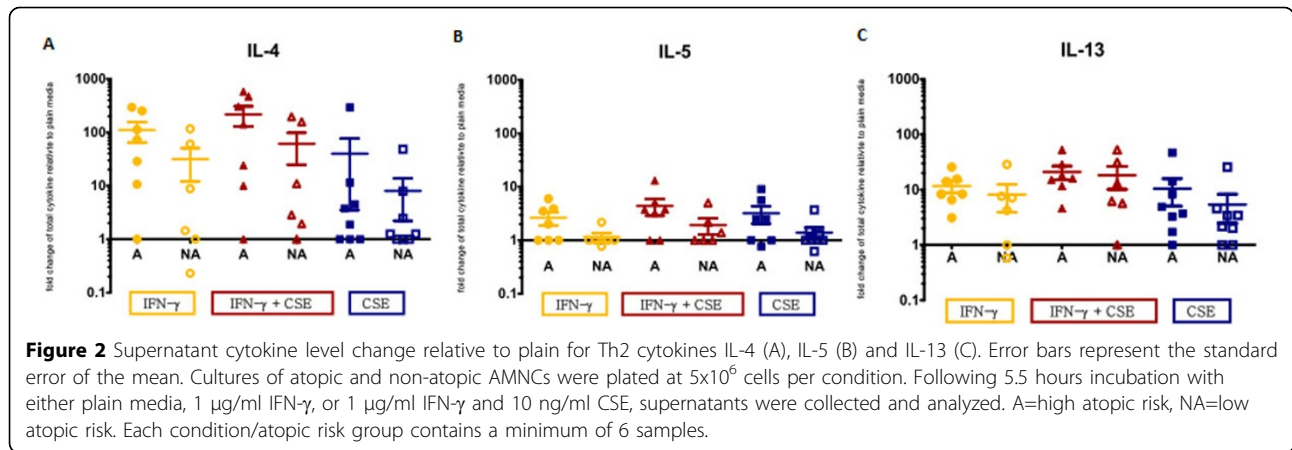 A
IL-4
fold change of total cytokine relative to plain media
1000
100
10
1
0.1
A NA A NA A NA
IFN-γ IFN-γ + CSE CSE
B
IL-5
fold change of total cytokine relative to plain media
1000
100
10
1
0.1
A NA A NA A NA
IFN-γ IFN-γ + CSE CSE
C
IL-13
fold change of total cytokine relative to plain media
1000
100
10
1
0.1
A NA A NA A NA
IFN-γ IFN-γ + CSE CSE
Figure 2 Supernatant cytokine level change relative to plain for Th2 cytokines IL-4 (A), IL-5 (B) and IL-13 (C). Error bars represent the standard
error of the mean. Cultures of atopic and non-atopic AMNCs were plated at 5x10⁶ cells per condition. Following 5.5 hours incubation with
either plain media, 1 μg/ml IFN-γ, or 1 μg/ml IFN-γ and 10 ng/ml CSE, supernatants were collected and analyzed. A=high atopic risk, NA=low
atopic risk. Each condition/atopic risk group contains a minimum of 6 samples.